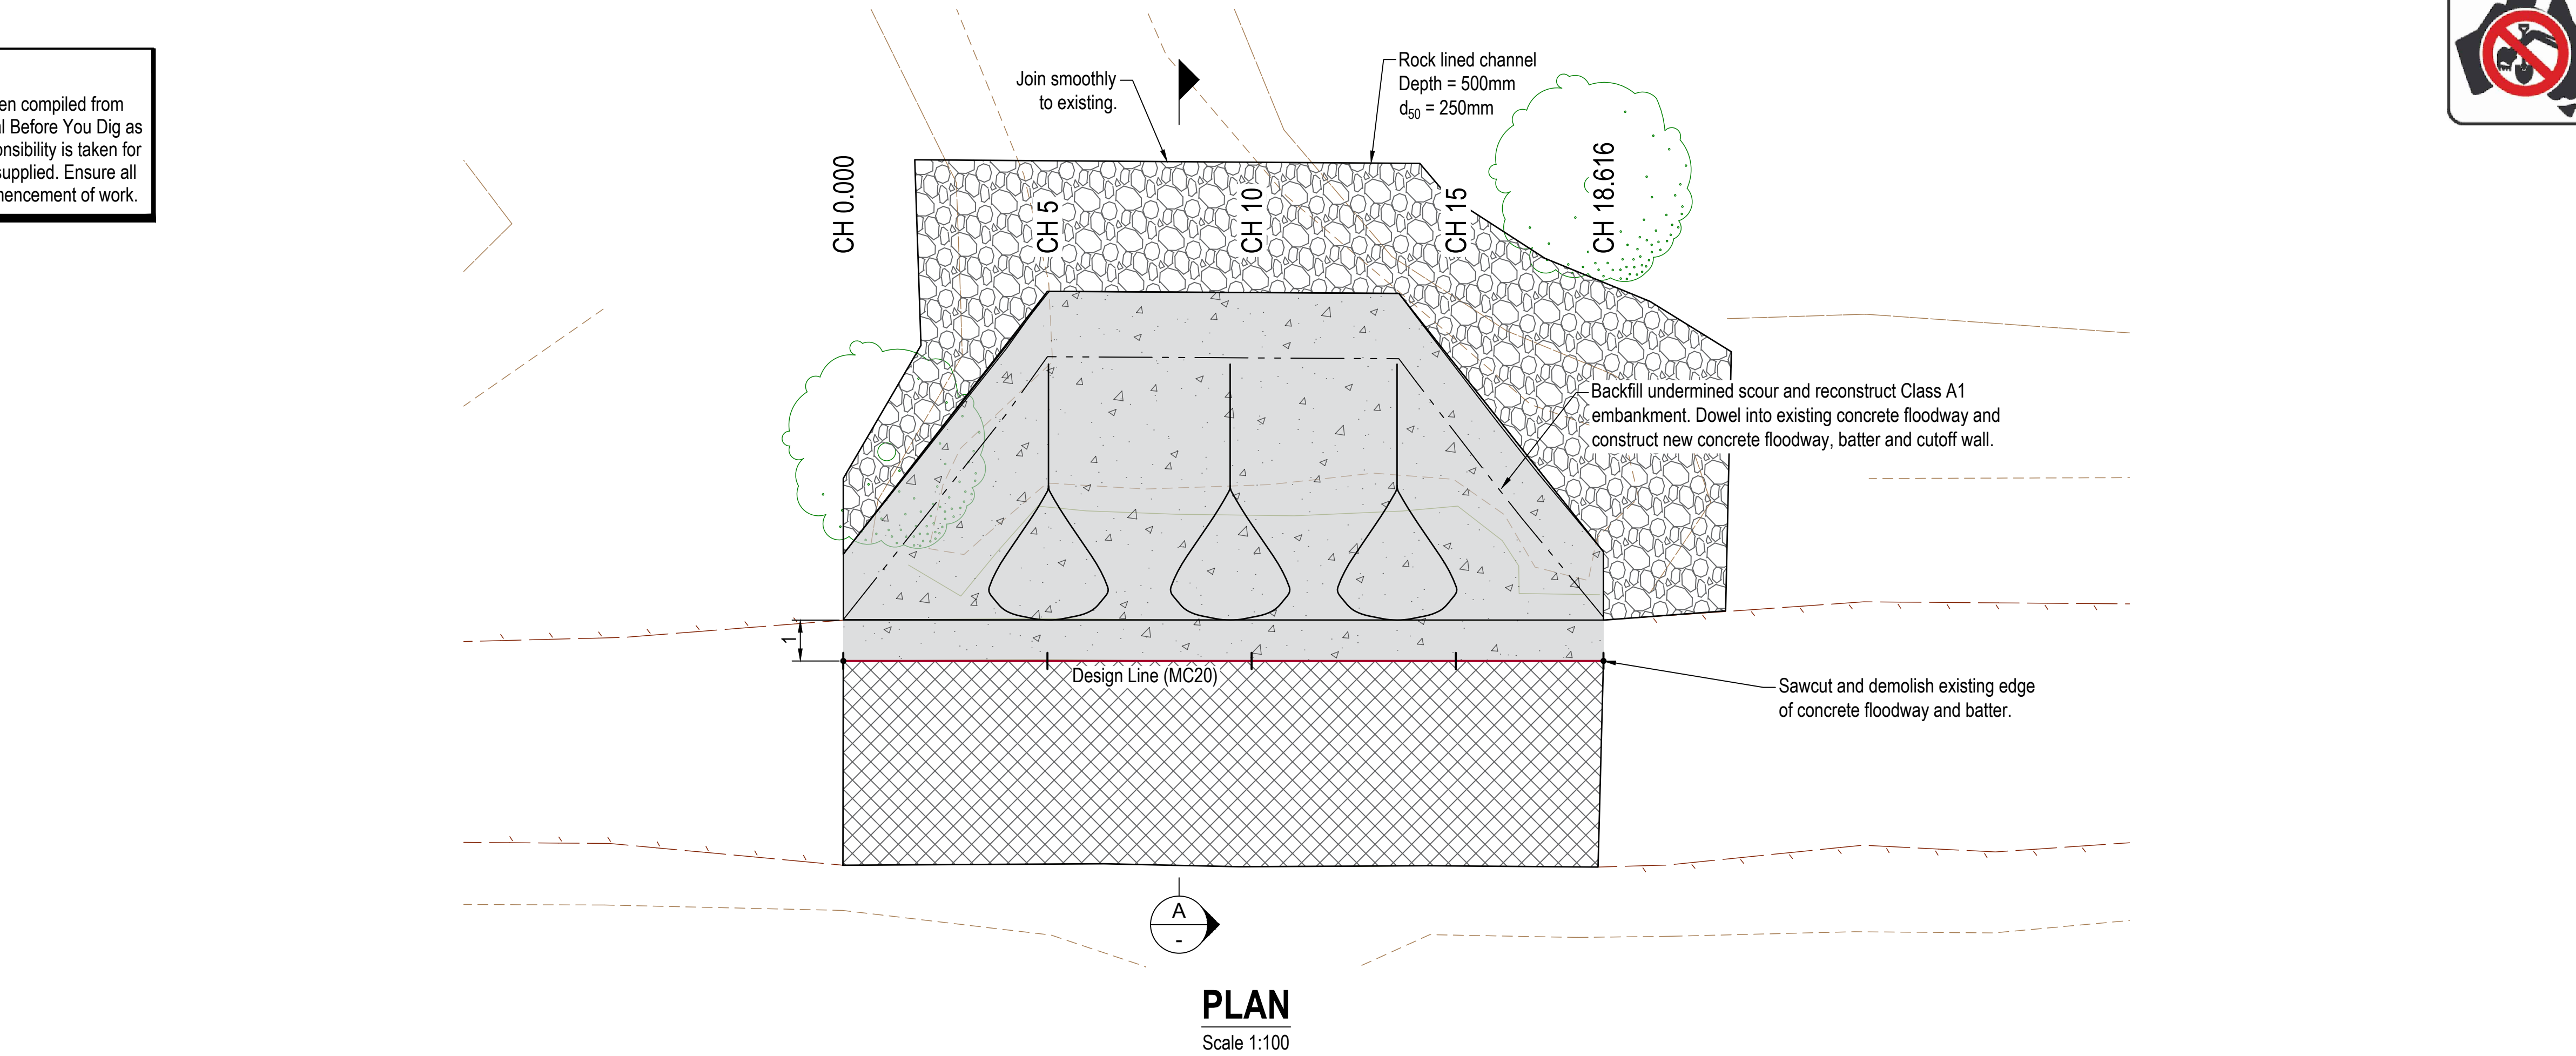 en compiled from
l Before You Dig as
onsibility is taken for
supplied. Ensure all
mencement of work.
Join smoothly
to existing.
Rock lined channel
Depth = 500mm
d50 = 250mm
CH 0.000
CH 5
CH 10
CH 15
CH 18.616
Backfill undermined scour and reconstruct Class A1
embankment. Dowel into existing concrete floodway and
construct new concrete floodway, batter and cutoff wall.
1
Design Line (MC20)
Sawcut and demolish existing edge
of concrete floodway and batter.
A
-
PLAN
Scale 1:100